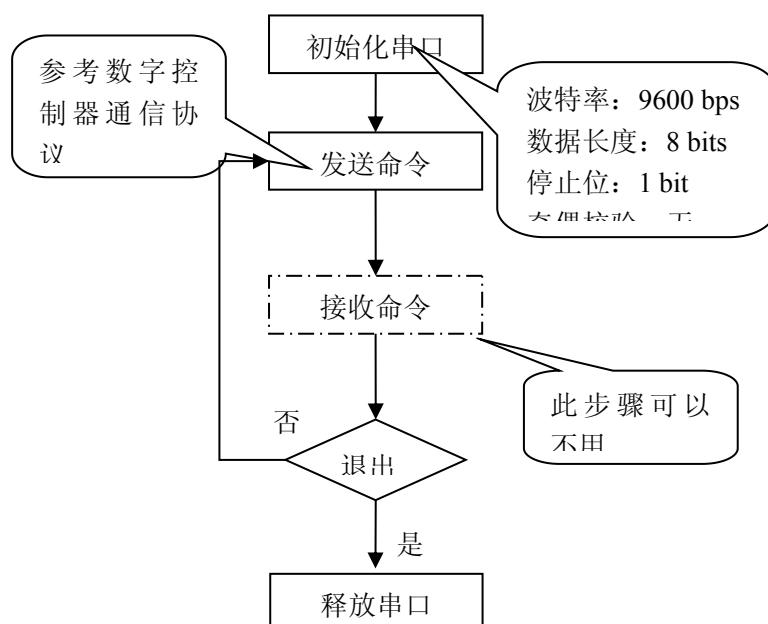 初始化串口
参考数字控
制器通信协
议
波特率：9600 bps
数据长度：8 bits
停止位：1 bit
发送命令
接收命令
此步骤可以
否
退出
是
释放串口